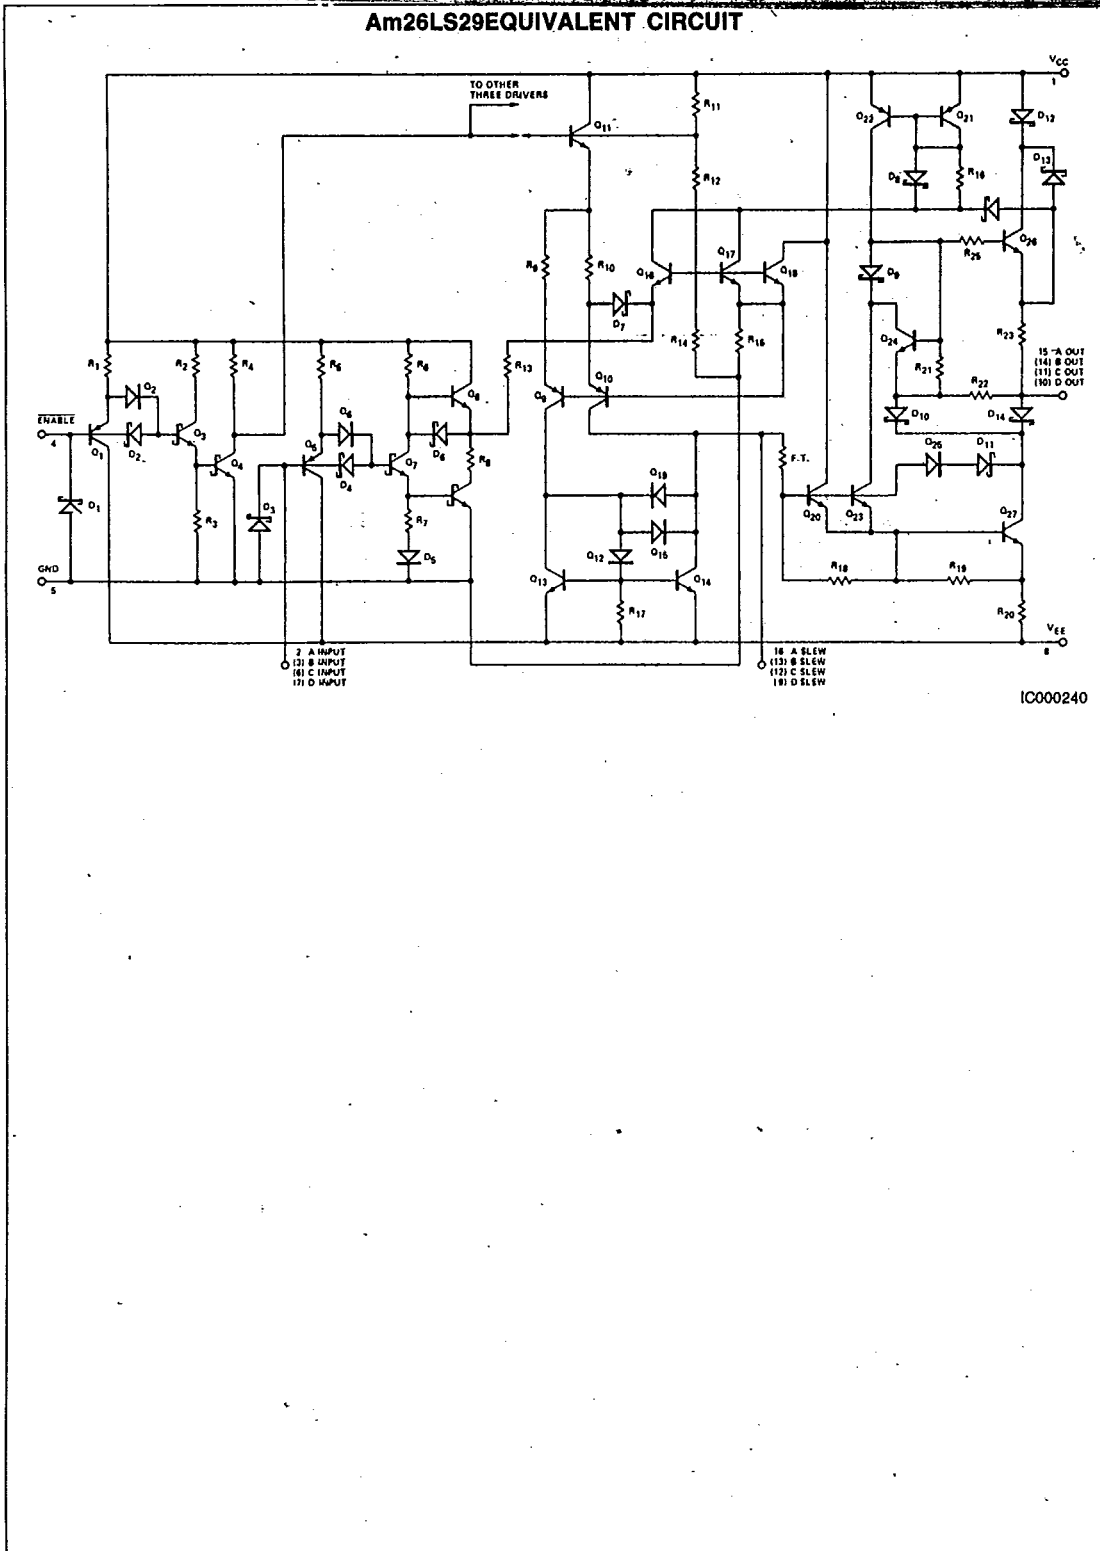 Am26LS29EQUIVALENT CIRCUIT
VCC
1
TO OTHER
THREE DRIVERS
R11
Q11
Q22
Q21
D12
D13
R12
D8
R16
Q17
Q16
Q18
R9
R10
R25
Q26
D9
D7
R14
R15
Q24
R21
R23
15 A OUT
(14) B OUT
(11) C OUT
(10) D OUT
R1
R2
R4
R5
R6
R13
Q2
Q8
Q9
Q10
R22
D10
D14
ENABLE
4
Q1
D2
Q3
Q4
Q5
D6
D4
Q7
D6
R8
F.T.
Q25
D11
D1
R3
D3
R7
D5
Q19
Q15
Q12
Q20
Q23
Q27
GND
5
Q13
Q14
R17
R18
R19
R20
VEE
8
2 A INPUT
(3) B INPUT
(6) C INPUT
(7) D INPUT
16 A SLEW
(13) B SLEW
(12) C SLEW
(9) D SLEW
IC000240